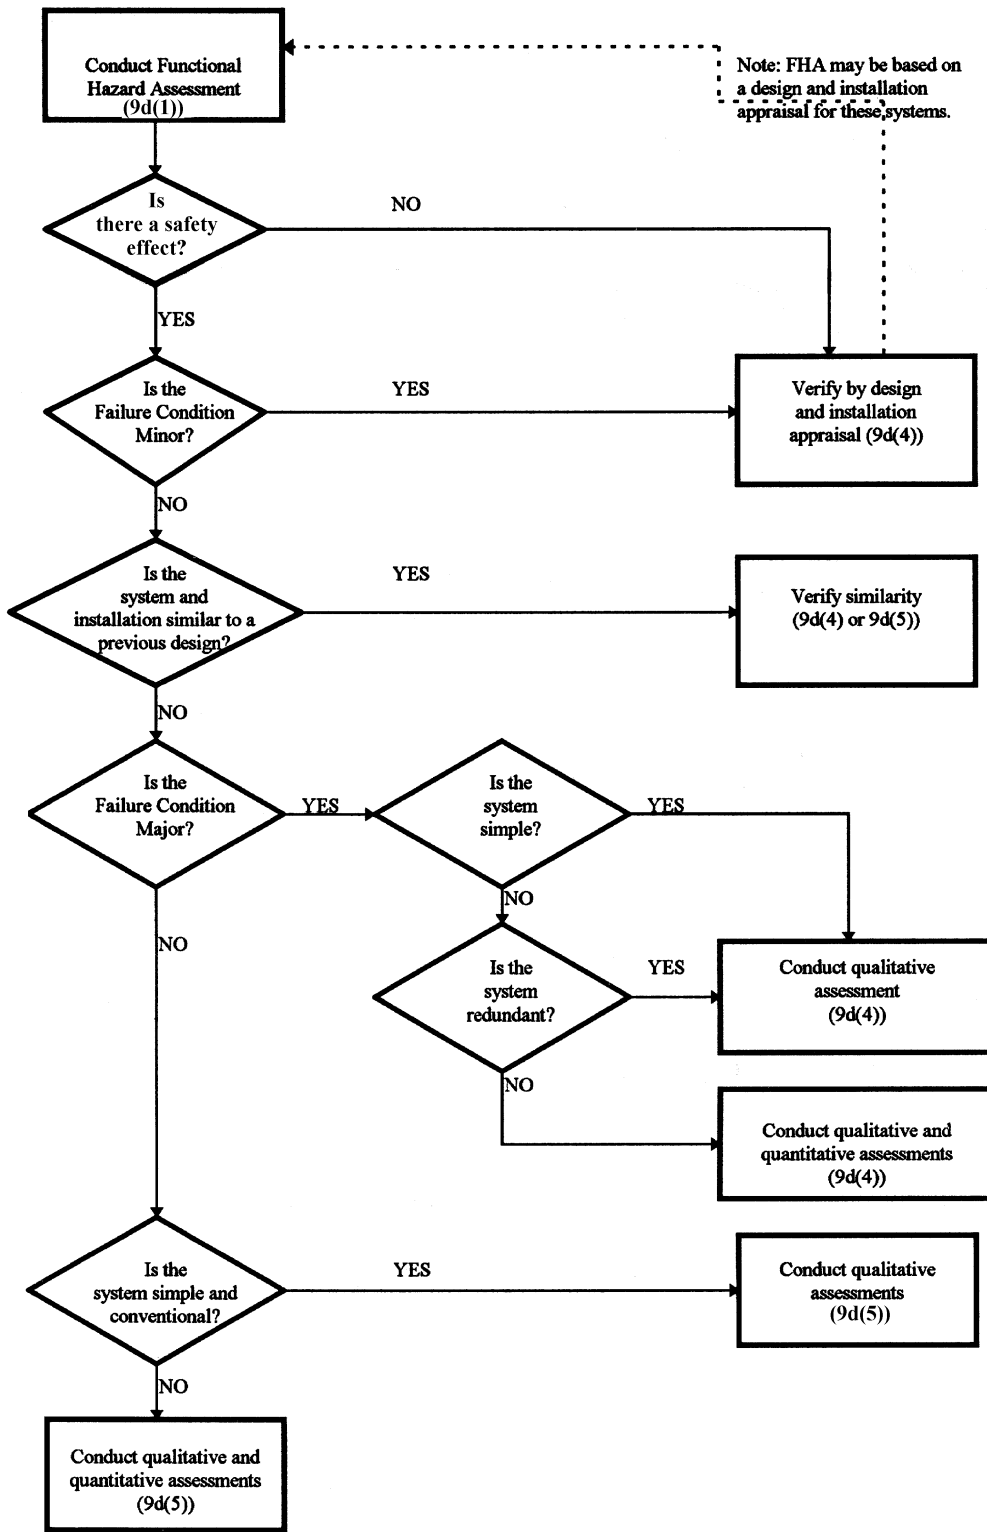 Conduct Functional
Hazard Assessment
(9d(1))
Note: FHA may be based on
a design and installation
appraisal for these systems.
Is
there a safety
effect?
NO
YES
Is the
Failure Condition
Minor?
YES
Verify by design
and installation
appraisal (9d(4))
NO
Is the
system and
installation similar to a
previous design?
YES
Verify similarity
(9d(4) or 9d(5))
NO
Is the
Failure Condition
Major?
YES
Is the
system
simple?
YES
NO
NO
Is the
system
redundant?
YES
Conduct qualitative
assessment
(9d(4))
NO
Conduct qualitative and
quantitative assessments
(9d(4))
Is the
system simple and
conventional?
YES
Conduct qualitative
assessments
(9d(5))
NO
Conduct qualitative and
quantitative assessments
(9d(5))